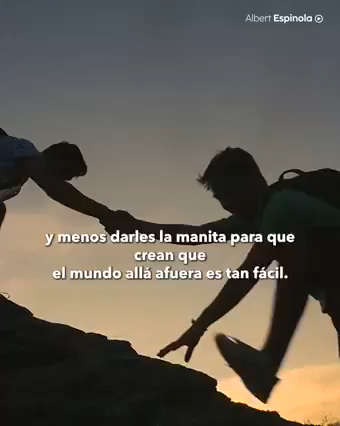 Albert Espinola
y menos darles la manita para que
crean que
el mundo allá afuera es tan fácil.